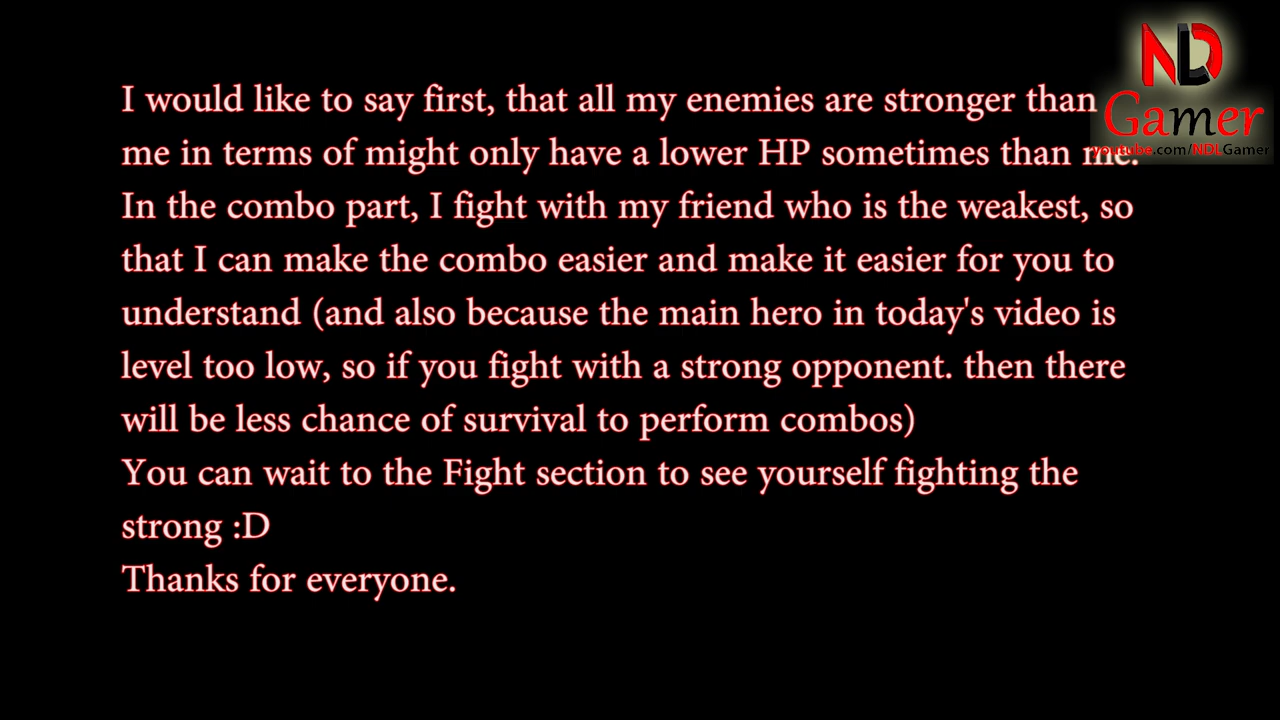 I would like to say first, that all my enemies are stronger than
me in terms of might only have a lower HP sometimes than me.
In the combo part, I fight with my friend who is the weakest, so
that I can make the combo easier and make it easier for you to
understand (and also because the main hero in today's video is
level too low, so if you fight with a strong opponent. then there
will be less chance of survival to perform combos)
You can wait to the Fight section to see yourself fighting the
strong :D
Thanks for everyone.
NLD
Gamer
youtube.com/NDLGamer